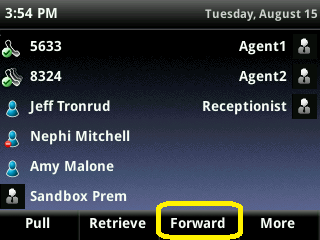 3:54 PM Tuesday, August 15
5633 Agent1
8324 Agent2
Jeff Tronrud Receptionist
Nephi Mitchell
Amy Malone
Sandbox Prem
Pull Retrieve Forward More